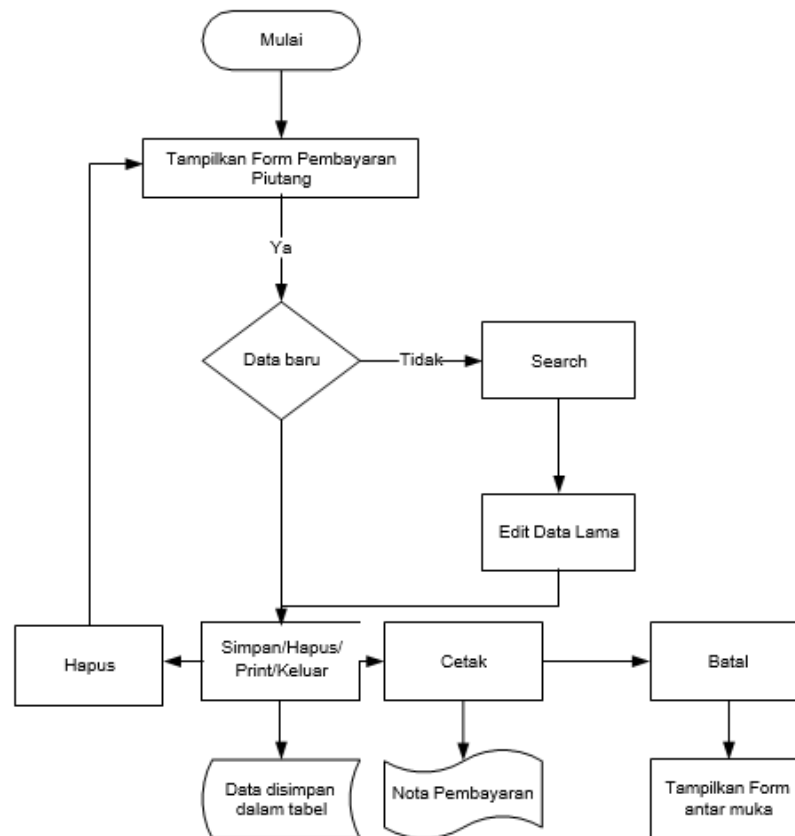 Mulai
Tampilkan Form Pembayaran
Piutang
Ya
Data baru
Tidak
Search
Edit Data Lama
Hapus
Simpan/Hapus/
Print/Keluar
Cetak
Batal
Data disimpan
dalam tabel
Nota Pembayaran
Tampilkan Form
antar muka